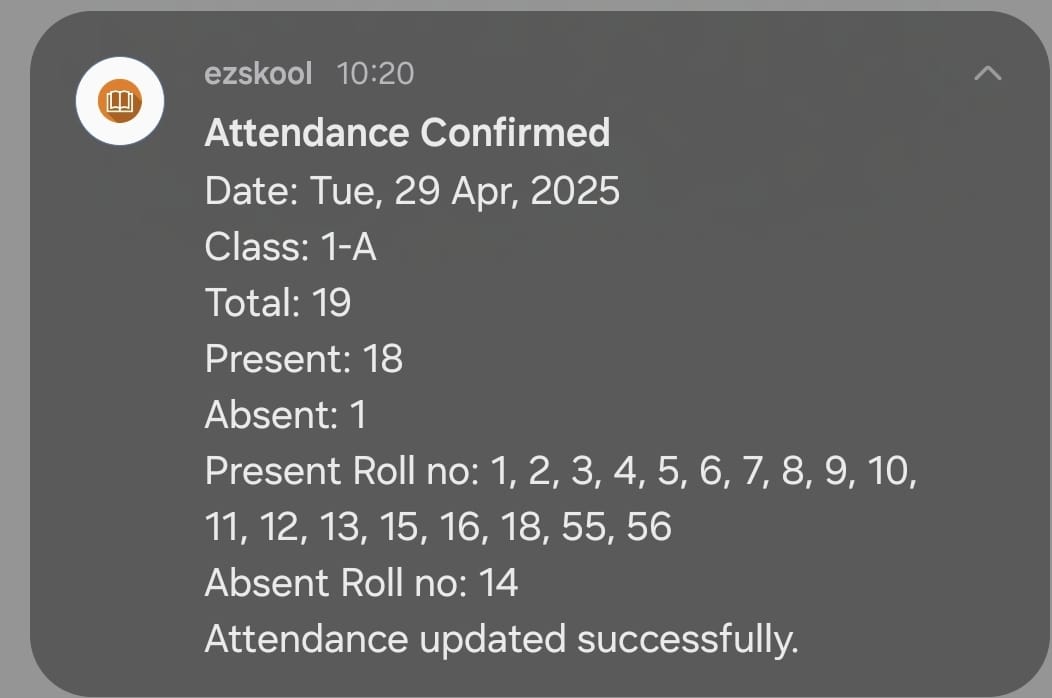 ezskool 10:20
Attendance Confirmed
Date: Tue, 29 Apr, 2025
Class: 1-A
Total: 19
Present: 18
Absent: 1
Present Roll no: 1, 2, 3, 4, 5, 6, 7, 8, 9, 10,
11, 12, 13, 15, 16, 18, 55, 56
Absent Roll no: 14
Attendance updated successfully.